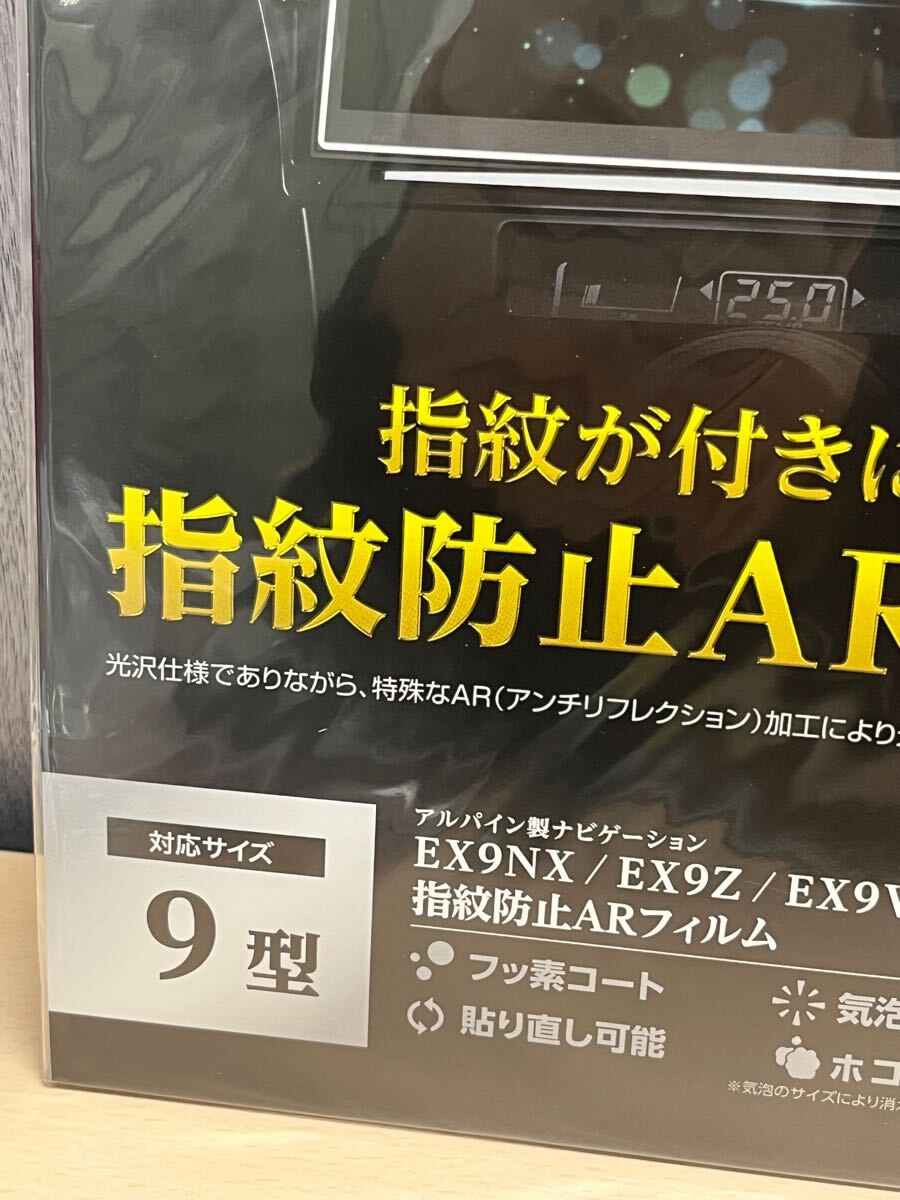 25.0
指紋が付きに
指紋防止AR
光沢仕様でありながら、特殊なAR(アンチリフレクション)加工により
対応サイズ
9型
アルパイン製ナビゲーション
EX9NX / EX9Z / EX9V
指紋防止ARフィルム
フッ素コート
気泡
貼り直し可能
ホコ
※気泡のサイズにより消え